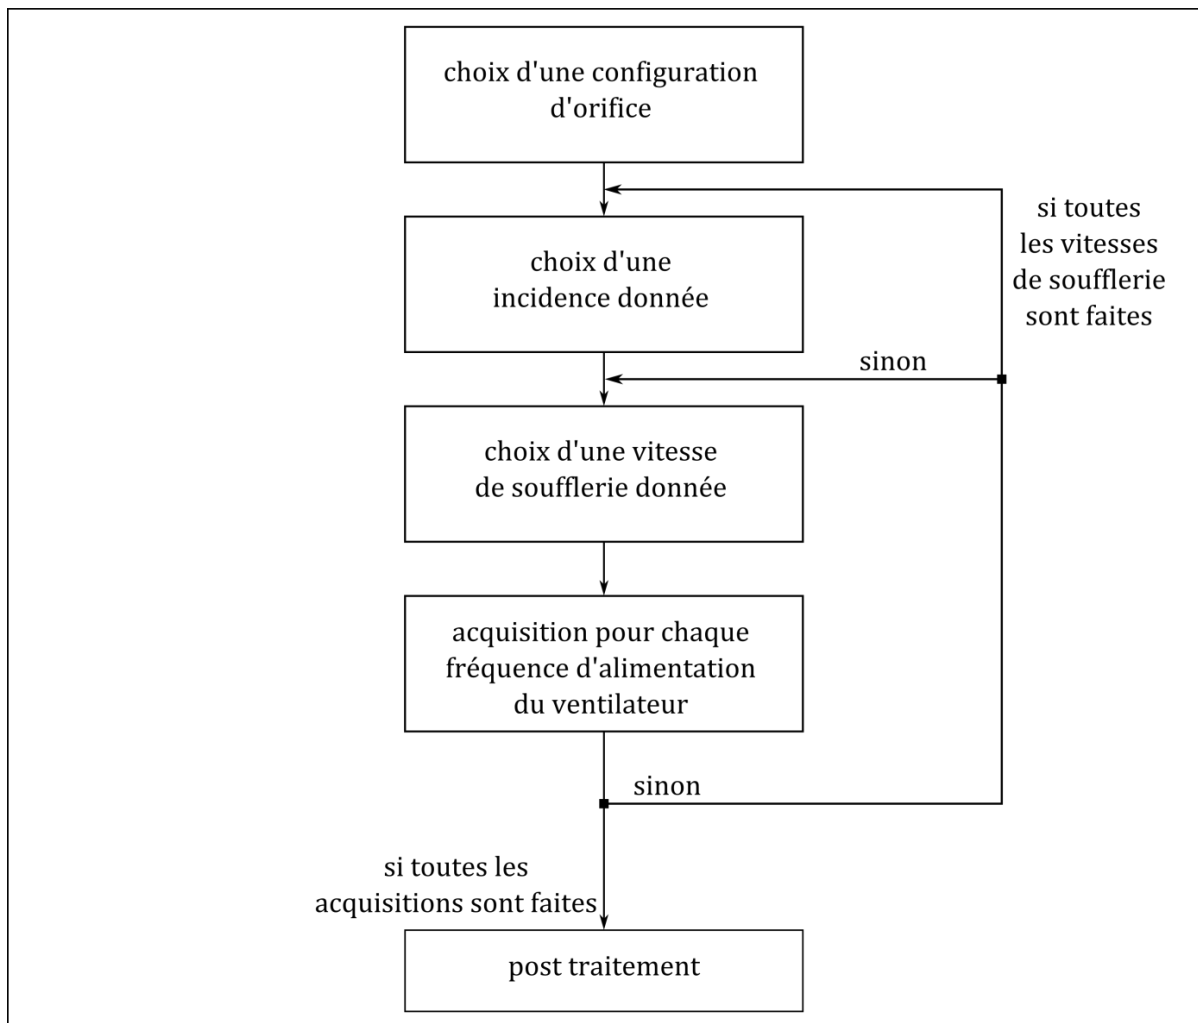 choix d'une configuration
d'orifice
si toutes
les vitesses
de soufflerie
sont faites
choix d'une
incidence donnée
sinon
choix d'une vitesse
de soufflerie donnée
acquisition pour chaque
fréquence d'alimentation
du ventilateur
sinon
si toutes les
acquisitions sont faites
post traitement